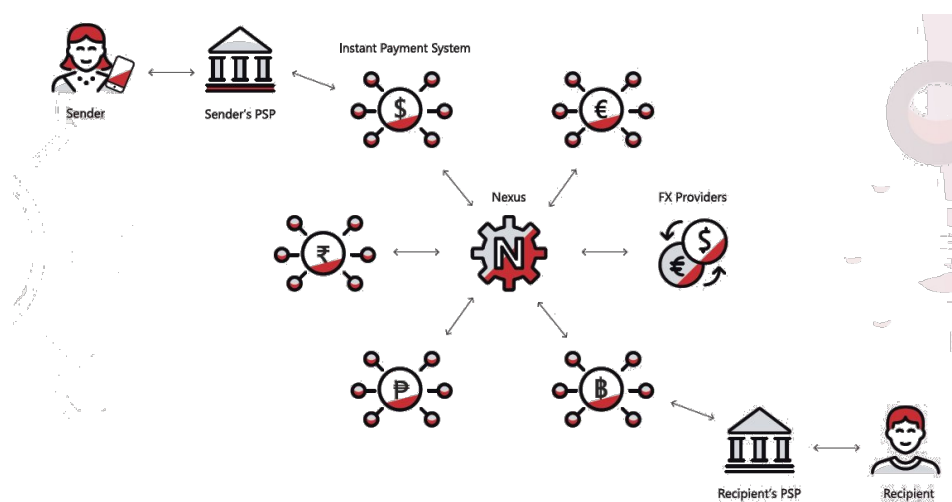 Instant Payment System
Sender
Sender's PSP
$
€
Nexus
FX Providers
₹
N
$
€
₱
฿
Recipient's PSP
Recipient